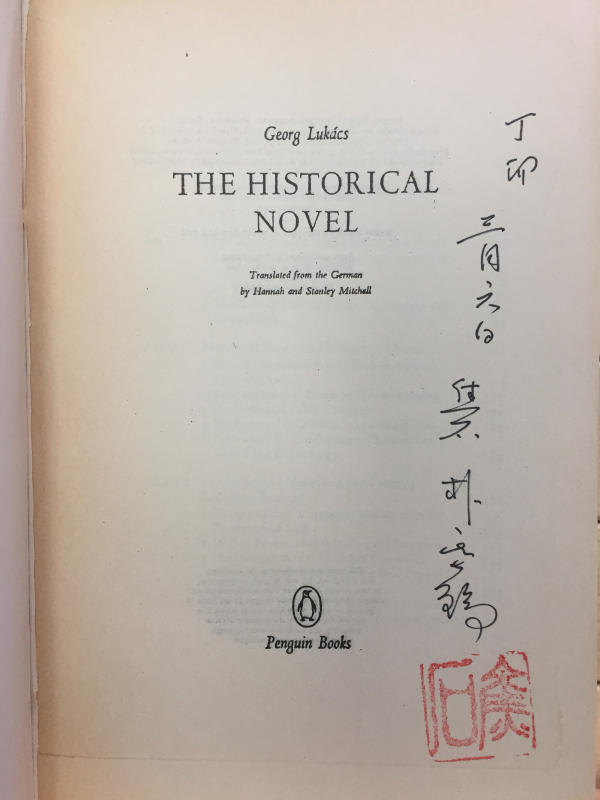 Georg Lukács
THE HISTORICAL
NOVEL
Translated from the German
by Hannah and Stanley Mitchell
Penguin Books
丁卯 三月六日